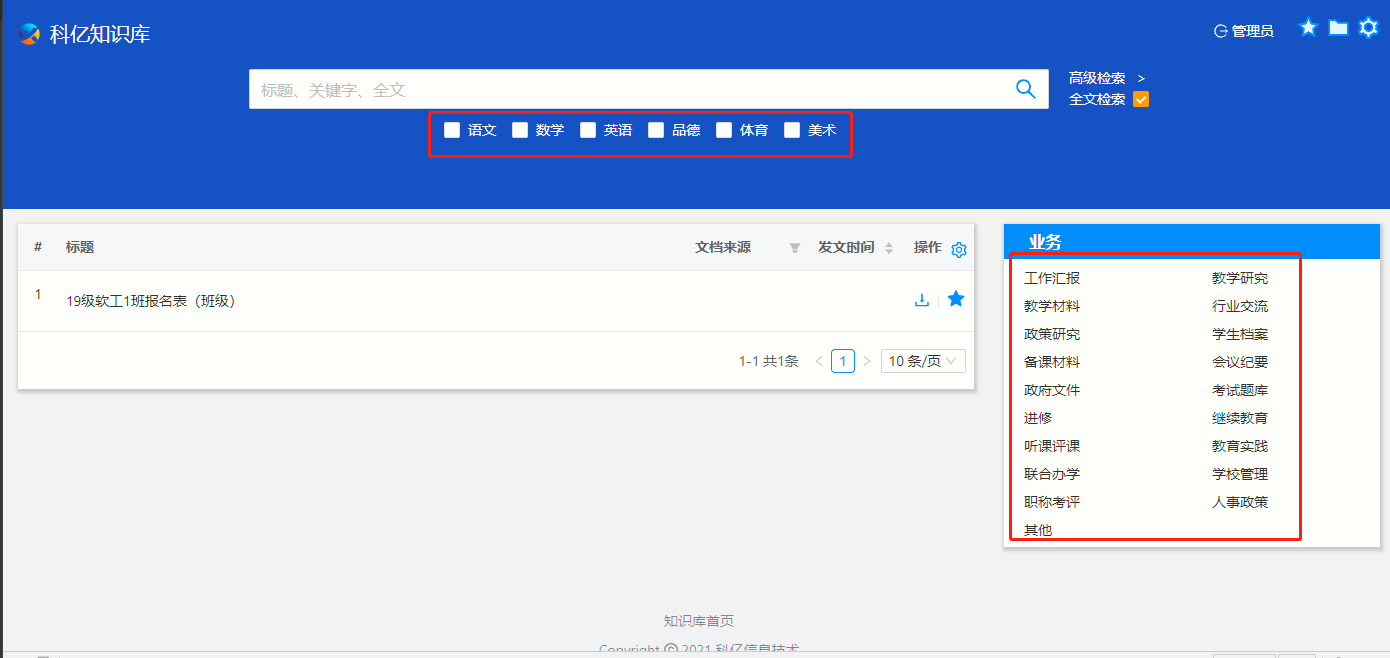 科亿知识库
管理员
标题、关键字、全文
高级检索 >
全文检索
语文 数学 英语 品德 体育 美术
# 标题 文档来源 发文时间 操作
1 19级软工1班报名表（班级）
1-1 共1条 < 1 > 10 条/页
业务
工作汇报 教学研究
教学材料 行业交流
政策研究 学生档案
备课材料 会议纪要
政府文件 考试题库
进修 继续教育
听课评课 教育实践
联合办学 学校管理
职称考评 人事政策
其他
知识库首页
Copyright © 2021 科亿信息技术